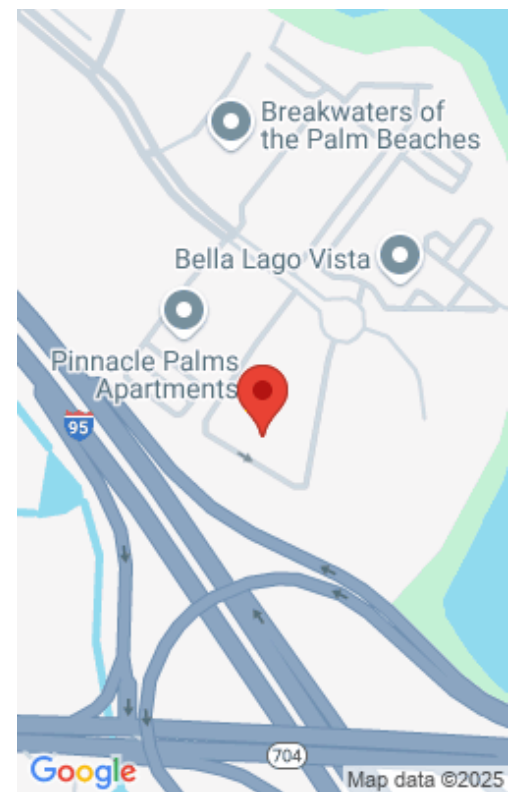 Breakwaters of
the Palm Beaches
Bella Lago Vista
Pinnacle Palms
Apartments
95
704
Google
Map data ©2025